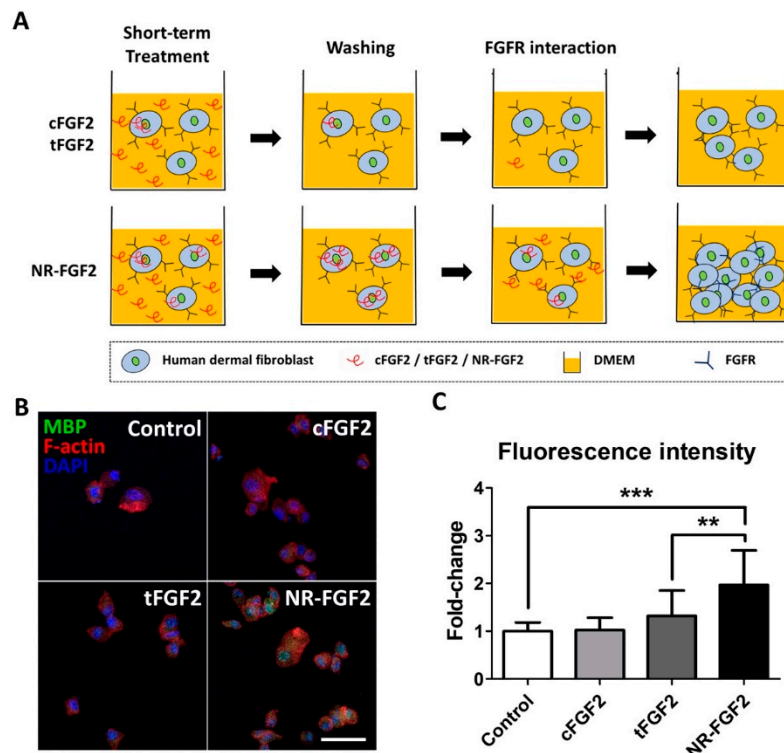 A
Short-term
Treatment
Washing
FGFR interaction
cFGF2
tFGF2
NR-FGF2
Human dermal fibroblast
cFGF2 / tFGF2 / NR-FGF2
DMEM
FGFR
B
MBP
F-actin
DAPI
Control
cFGF2
tFGF2
NR-FGF2
C
Fluorescence intensity
Fold-change
4
3
2
1
0
***
**
Control
cFGF2
tFGF2
NR-FGF2